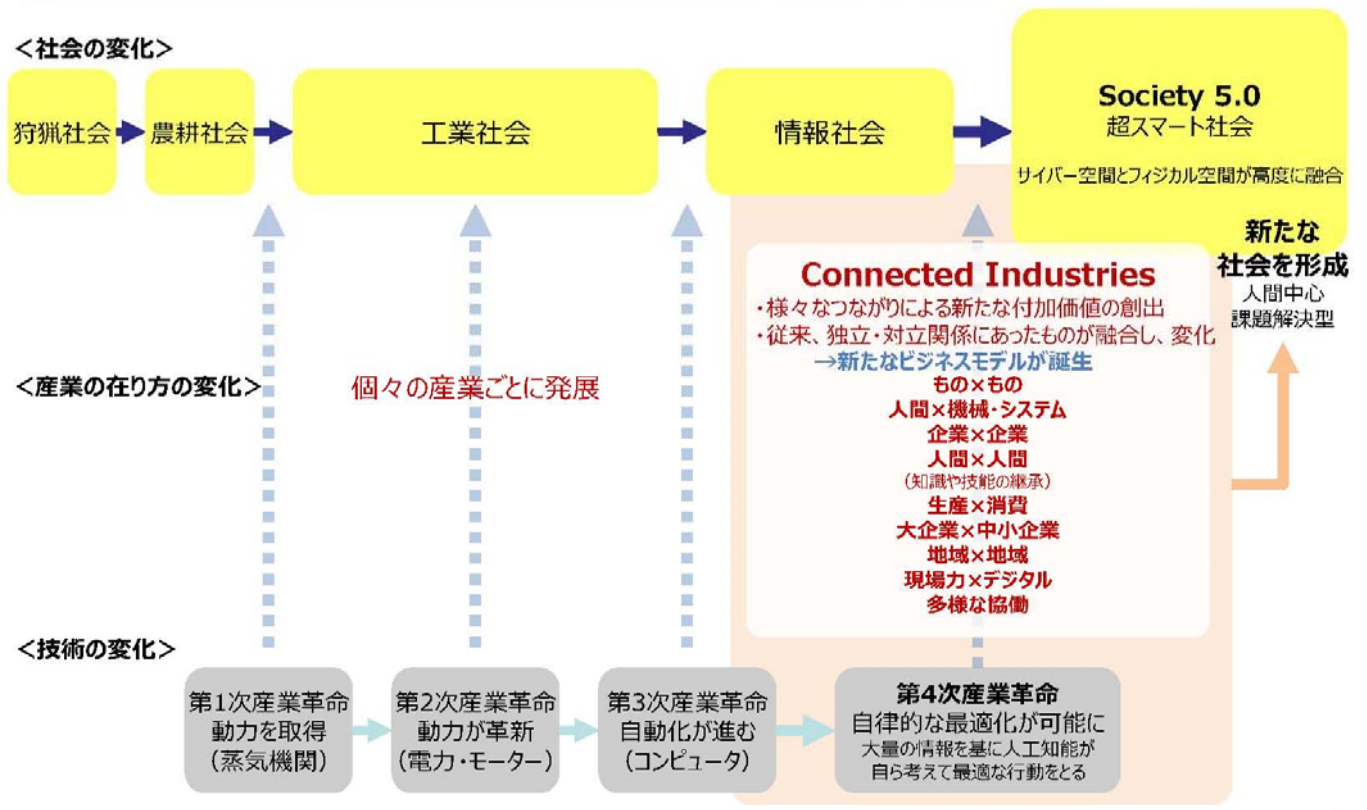 ＜社会の変化＞
狩猟社会
農耕社会
工業社会
情報社会
Society 5.0
超スマート社会
サイバー空間とフィジカル空間が高度に融合
新たな
社会を形成
人間中心
課題解決型
＜産業の在り方の変化＞
個々の産業ごとに発展
Connected Industries
・様々なつながりによる新たな付加価値の創出
・従来、独立・対立関係にあったものが融合し、変化
→新たなビジネスモデルが誕生
もの×もの
人間×機械・システム
企業×企業
人間×人間
（知識や技能の継承）
生産×消費
大企業×中小企業
地域×地域
現場力×デジタル
多様な協働
＜技術の変化＞
第1次産業革命
動力を取得
（蒸気機関）
第2次産業革命
動力が革新
（電力・モーター）
第3次産業革命
自動化が進む
（コンピュータ）
第4次産業革命
自律的な最適化が可能に
大量の情報を基に人工知能が
自ら考えて最適な行動をとる